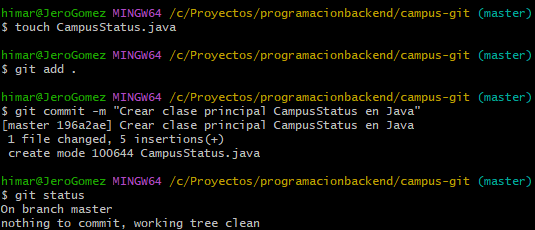 himar@JeroGomez MINGW64 /c/Proyectos/programacionbackend/campus-git (master)
$ touch CampusStatus.java
himar@JeroGomez MINGW64 /c/Proyectos/programacionbackend/campus-git (master)
$ git add .
himar@JeroGomez MINGW64 /c/Proyectos/programacionbackend/campus-git (master)
$ git commit -m "Crear clase principal CampusStatus en Java"
[master 196a2ae] Crear clase principal CampusStatus en Java
 1 file changed, 5 insertions(+)
 create mode 100644 CampusStatus.java
himar@JeroGomez MINGW64 /c/Proyectos/programacionbackend/campus-git (master)
$ git status
On branch master
nothing to commit, working tree clean